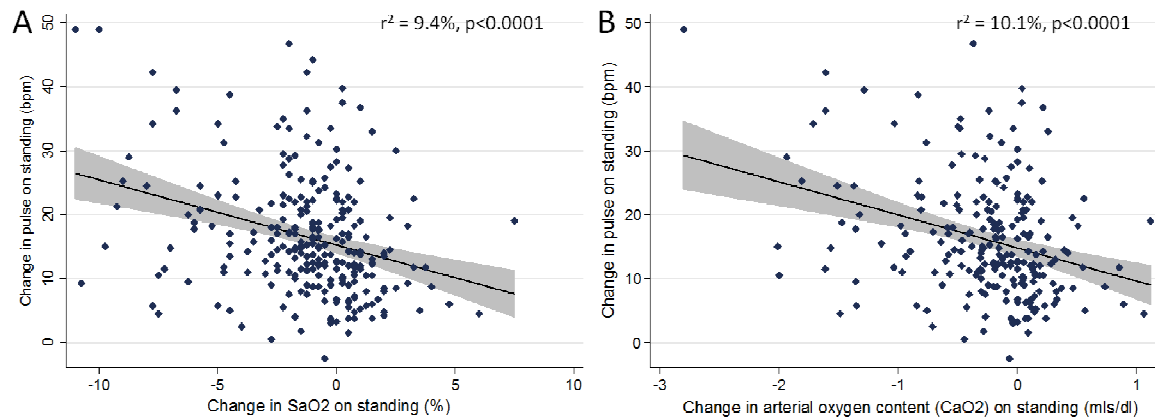 A
r² = 9.4%, p<0.0001
Change in pulse on standing (bpm)
50
40
30
20
10
0
-10
-5
0
5
10
Change in SaO2 on standing (%)
B
r² = 10.1%, p<0.0001
Change in pulse on standing (bpm)
50
40
30
20
10
0
-3
-2
-1
0
1
Change in arterial oxygen content (CaO2) on standing (mls/dl)